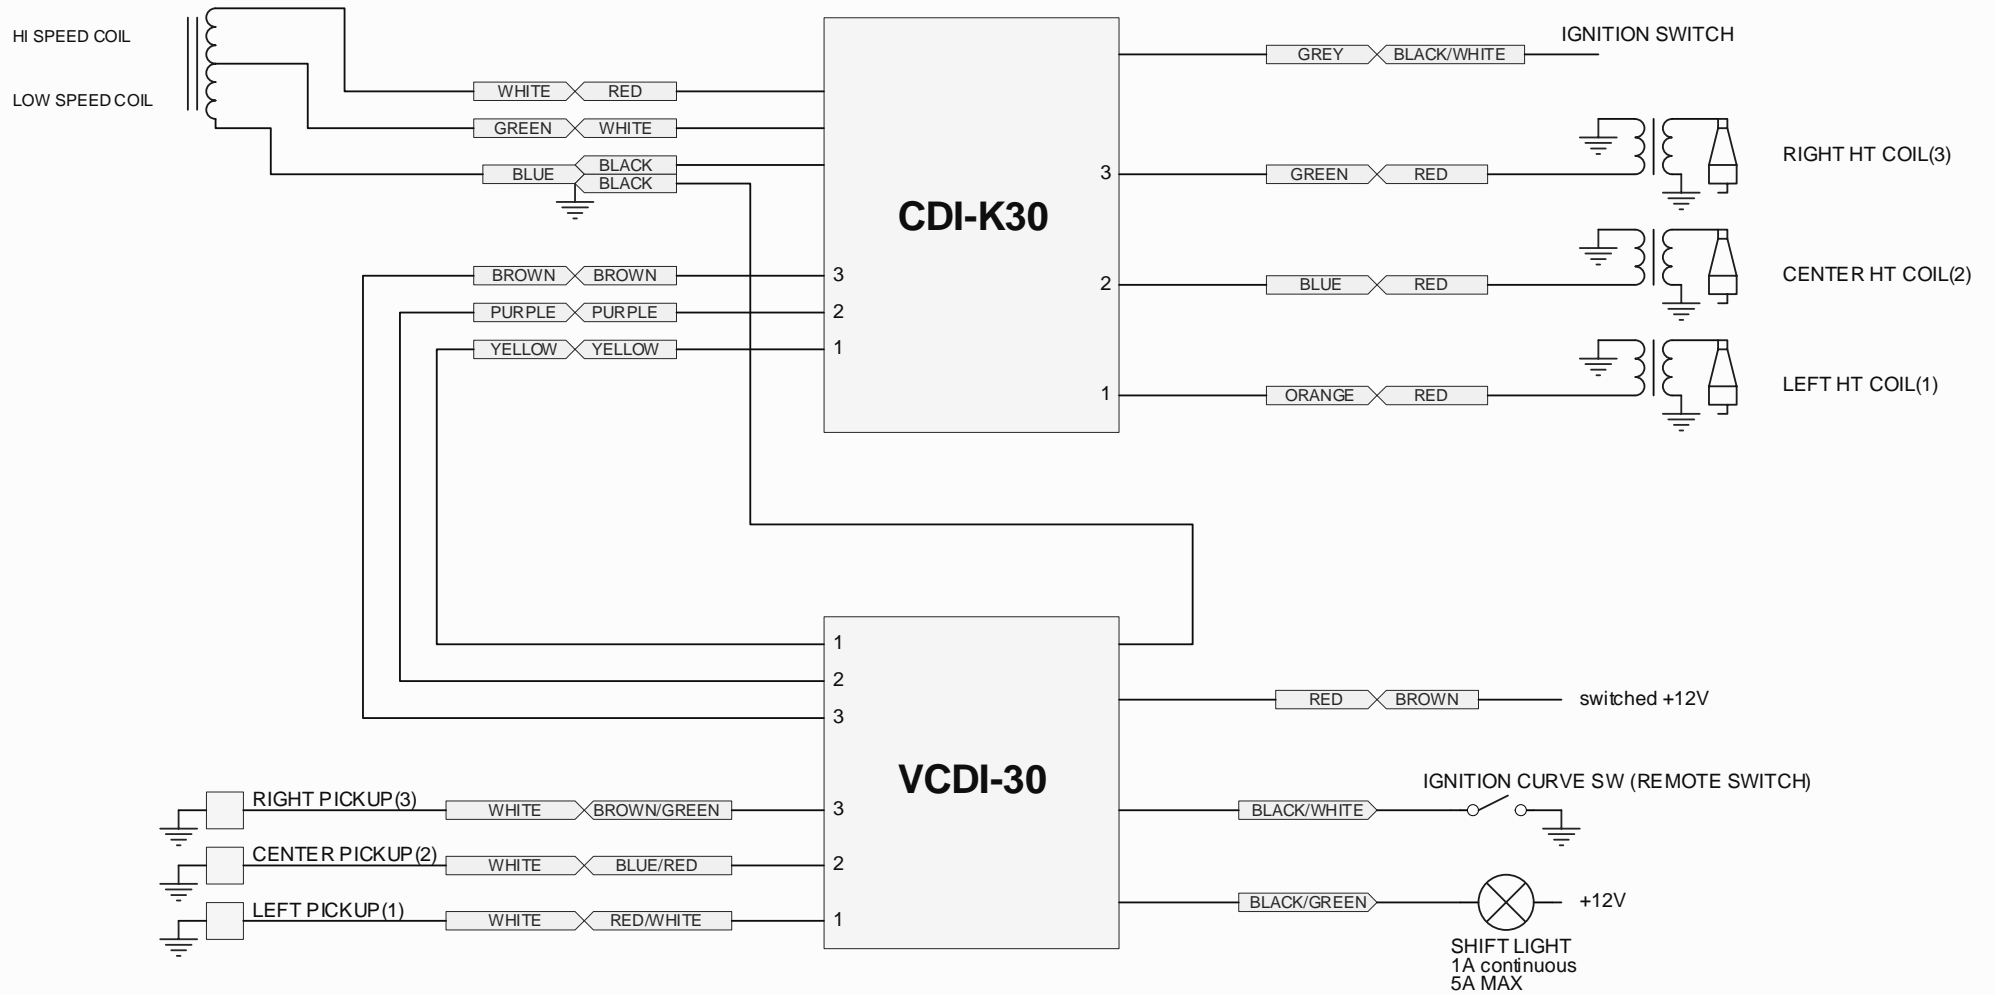 HI SPEED COIL
LOW SPEED COIL
WHITE RED
GREEN WHITE
BLUE BLACK
BLACK
BROWN BROWN 3
PURPLE PURPLE 2
YELLOW YELLOW 1
CDI-K30
IGNITION SWITCH
GREY BLACK/WHITE
3 GREEN RED RIGHT HT COIL(3)
2 BLUE RED CENTER HT COIL(2)
1 ORANGE RED LEFT HT COIL(1)
1
2
3
VCDI-30
RIGHT PICKUP(3) WHITE BROWN/GREEN 3
CENTER PICKUP(2) WHITE BLUE/RED 2
LEFT PICKUP(1) WHITE RED/WHITE 1
RED BROWN switched +12V
IGNITION CURVE SW (REMOTE SWITCH)
BLACK/WHITE
BLACK/GREEN +12V
SHIFT LIGHT
1A continuous
5A MAX